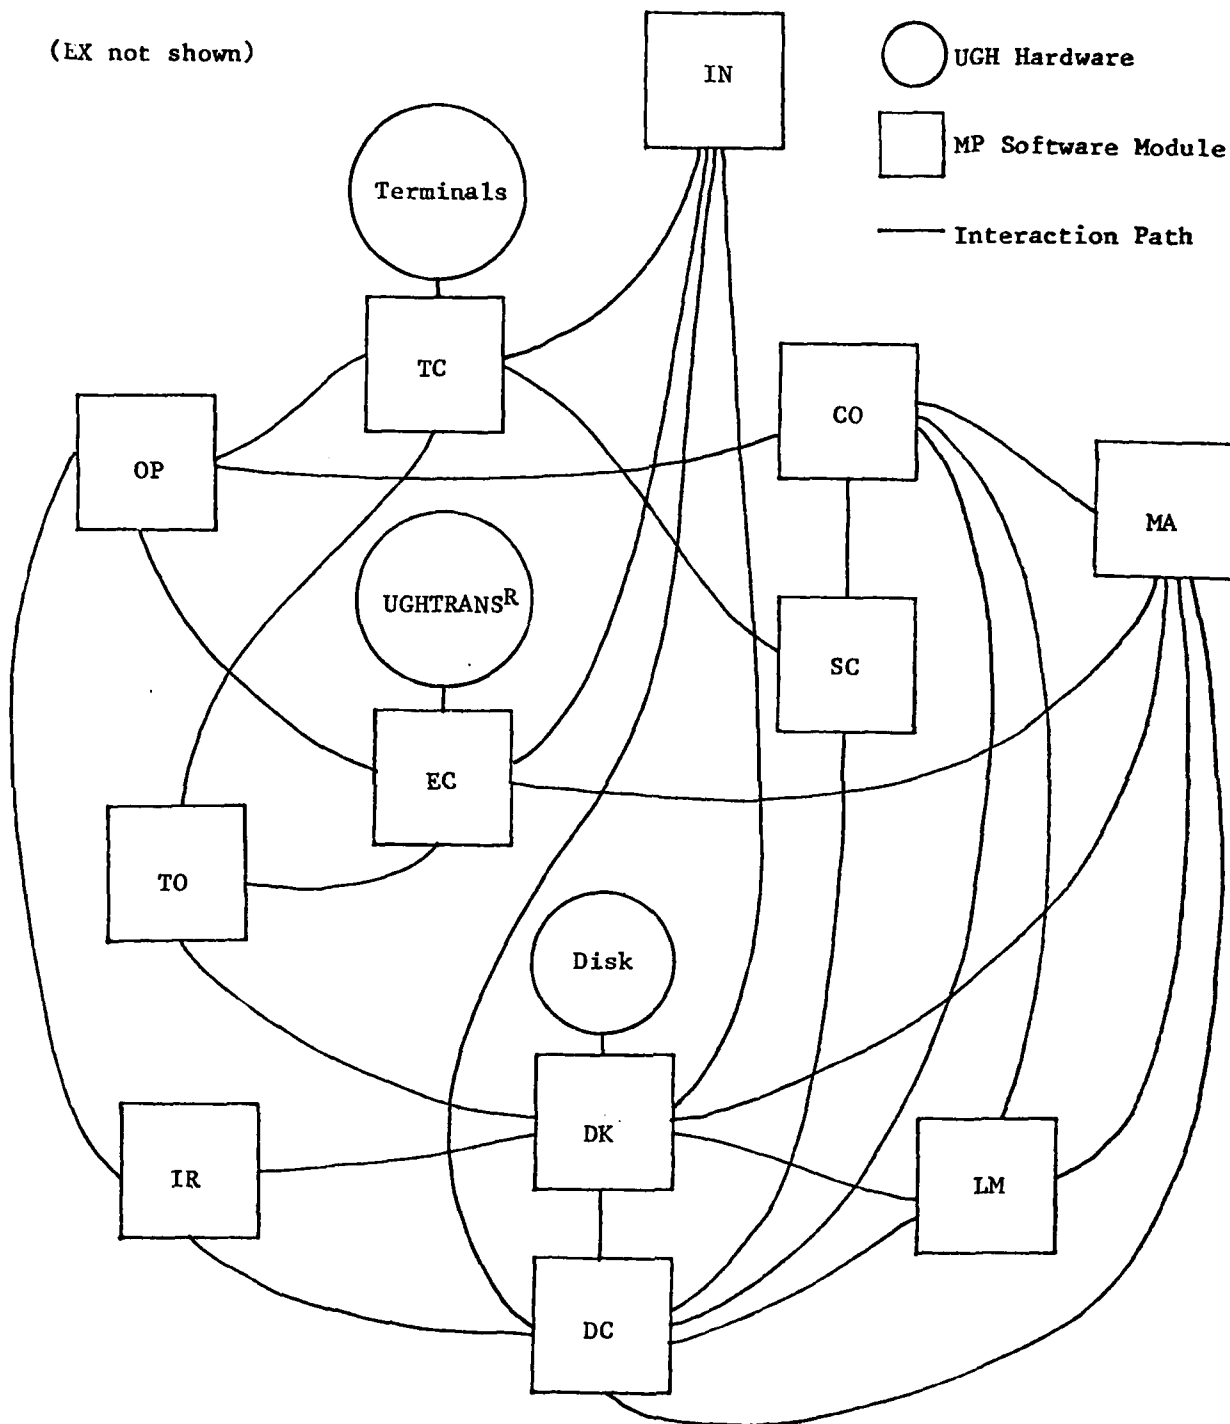 (EX not shown)
IN
UGH Hardware
MP Software Module
Interaction Path
Terminals
TC
CO
OP
MA
UGHTRANSR
SC
EC
TO
Disk
DK
IR
LM
DC